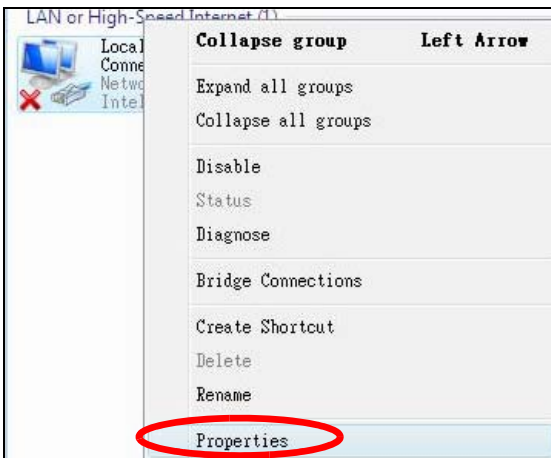 LAN or High-Speed Internet (1)
Local
Conne
Netwo
Intel
Collapse group Left Arrow
Expand all groups
Collapse all groups
Disable
Status
Diagnose
Bridge Connections
Create Shortcut
Delete
Rename
Properties